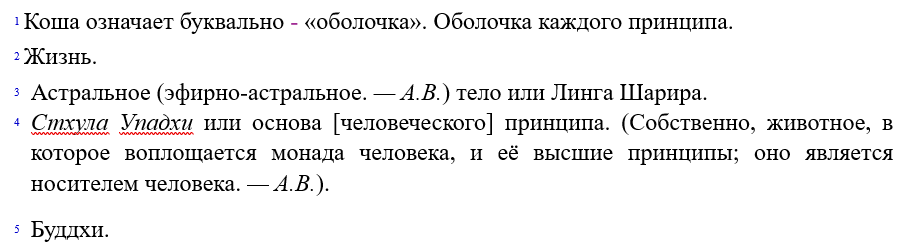 1 Коша означает буквально - «оболочка». Оболочка каждого принципа.
2 Жизнь.
3 Астральное (эфирно-астральное. — А.В.) тело или Линга Шарира.
4 Стхула Упадхи или основа [человеческого] принципа. (Собственно, животное, в
которое воплощается монада человека, и её высшие принципы; оно является
носителем человека. — А.В.).
5 Буддхи.